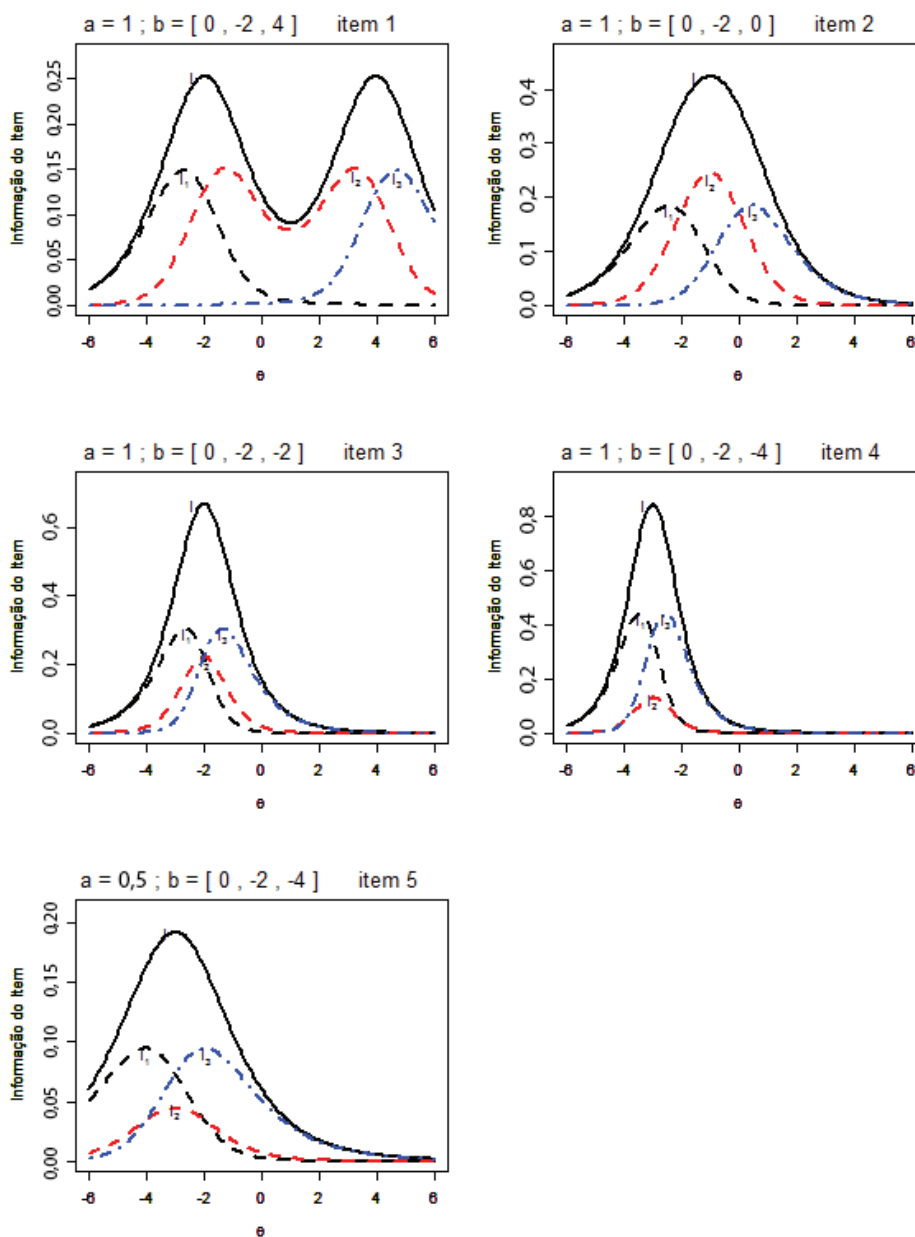 a = 1 ; b = [ 0 , -2 , 4 ] item 1
Informação do Item
0,00 0,05 0,10 0,15 0,20 0,25
I
I₁
I₂
I₃
-6 -4 -2 0 2 4 6
θ
a = 1 ; b = [ 0 , -2 , 0 ] item 2
Informação do Item
0,0 0,1 0,2 0,3 0,4
I
I₁
I₂
I₃
-6 -4 -2 0 2 4 6
θ
a = 1 ; b = [ 0 , -2 , -2 ] item 3
Informação do Item
0,0 0,2 0,4 0,6
I
I₁
I₂
I₃
-6 -4 -2 0 2 4 6
θ
a = 1 ; b = [ 0 , -2 , -4 ] item 4
Informação do Item
0,0 0,2 0,4 0,6 0,8
I
I₁
I₃
I₂
-6 -4 -2 0 2 4 6
θ
a = 0,5 ; b = [ 0 , -2 , -4 ] item 5
Informação do Item
0,00 0,05 0,10 0,15 0,20
I
I₁
I₃
I₂
-6 -4 -2 0 2 4 6
θ